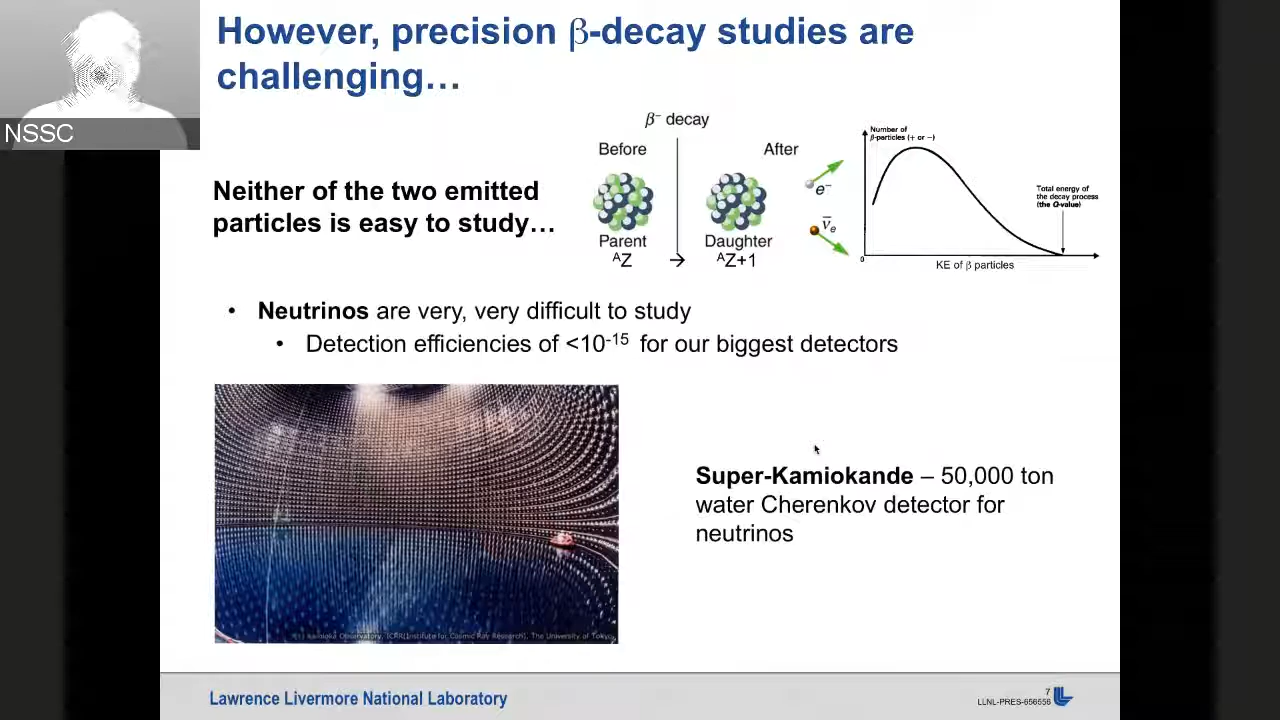 However, precision β-decay studies are
challenging…
NSSC
β⁻ decay
Before
After
Number of
β-particles (+ or −)
Neither of the two emitted
particles is easy to study…
e⁻
ν̄ₑ
Total energy of
the decay process
(the Q-value)
Parent
Daughter
ᴬZ → ᴬZ+1
0
KE of β particles
• Neutrinos are very, very difficult to study
• Detection efficiencies of <10⁻¹⁵ for our biggest detectors
Super-Kamiokande – 50,000 ton
water Cherenkov detector for
neutrinos
Kamioka Observatory, ICRR(Institute for Cosmic Ray Research), The University of Tokyo
Lawrence Livermore National Laboratory
7
LLNL-PRES-656556